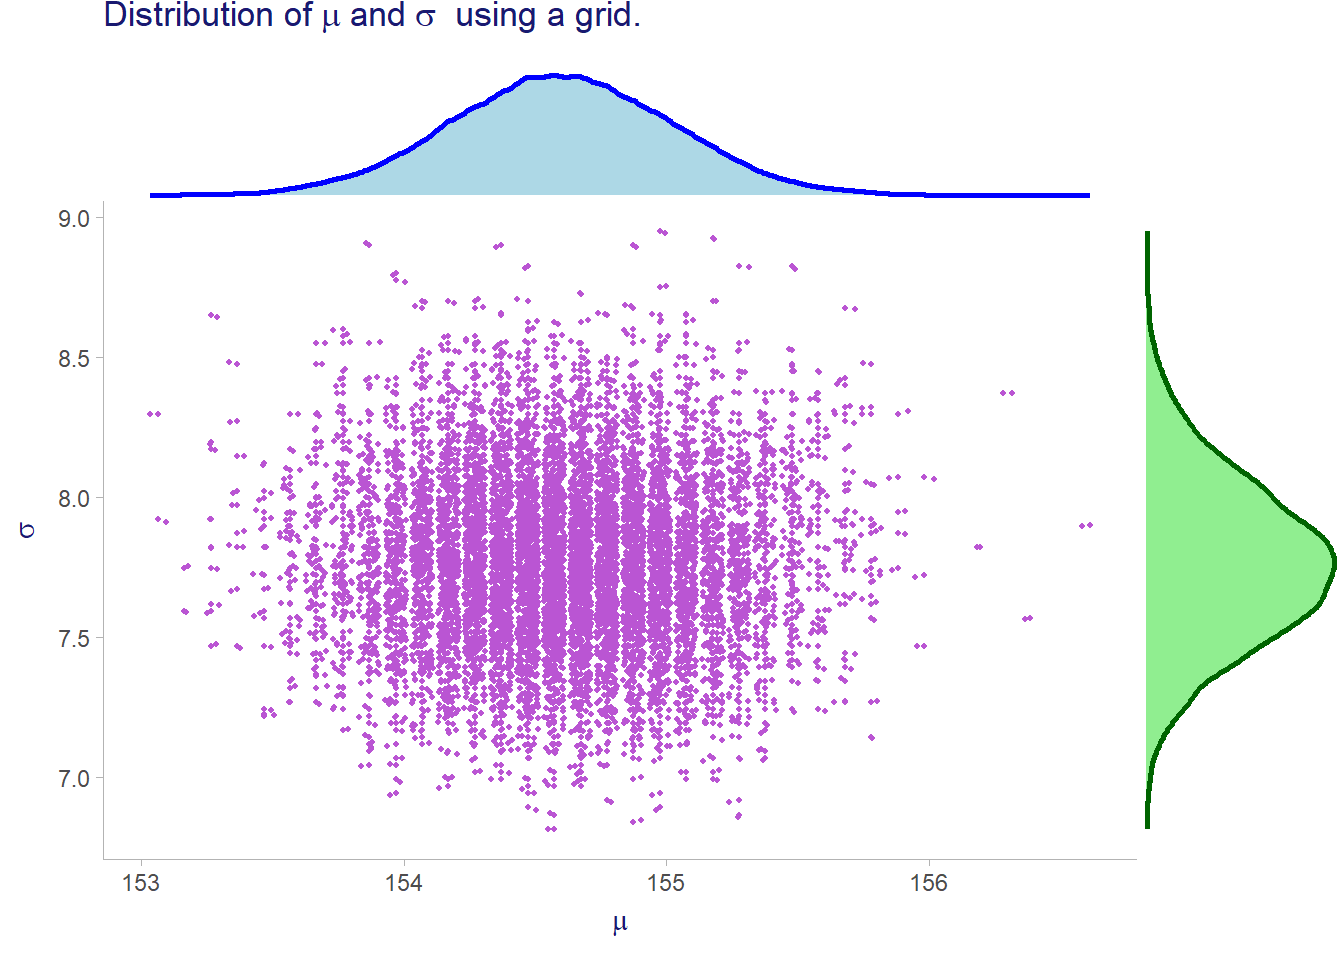 Distribution of μ and σ  using a grid.
9.0
8.5
8.0
7.5
7.0
σ
153 154 155 156
μ